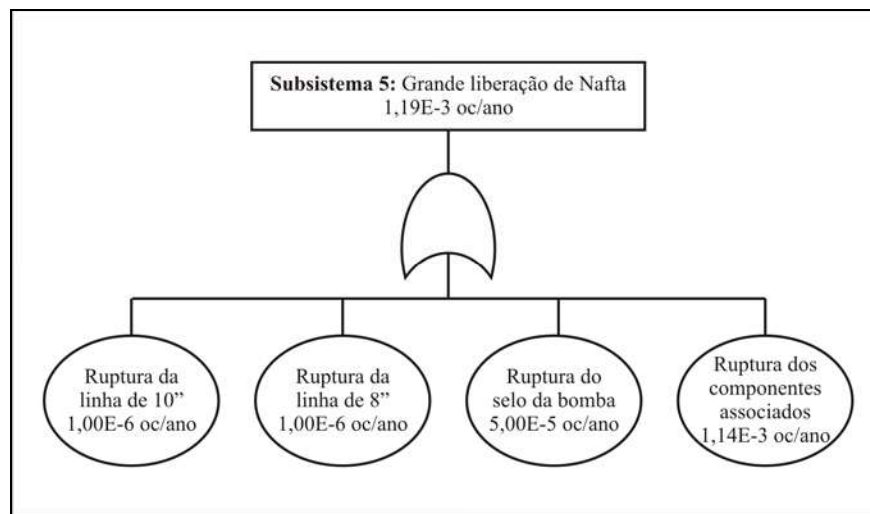 Subsistema 5: Grande liberação de Nafta
1,19E-3 oc/ano
Ruptura da
linha de 10”
1,00E-6 oc/ano
Ruptura da
linha de 8”
1,00E-6 oc/ano
Ruptura do
selo da bomba
5,00E-5 oc/ano
Ruptura dos
componentes
associados
1,14E-3 oc/ano